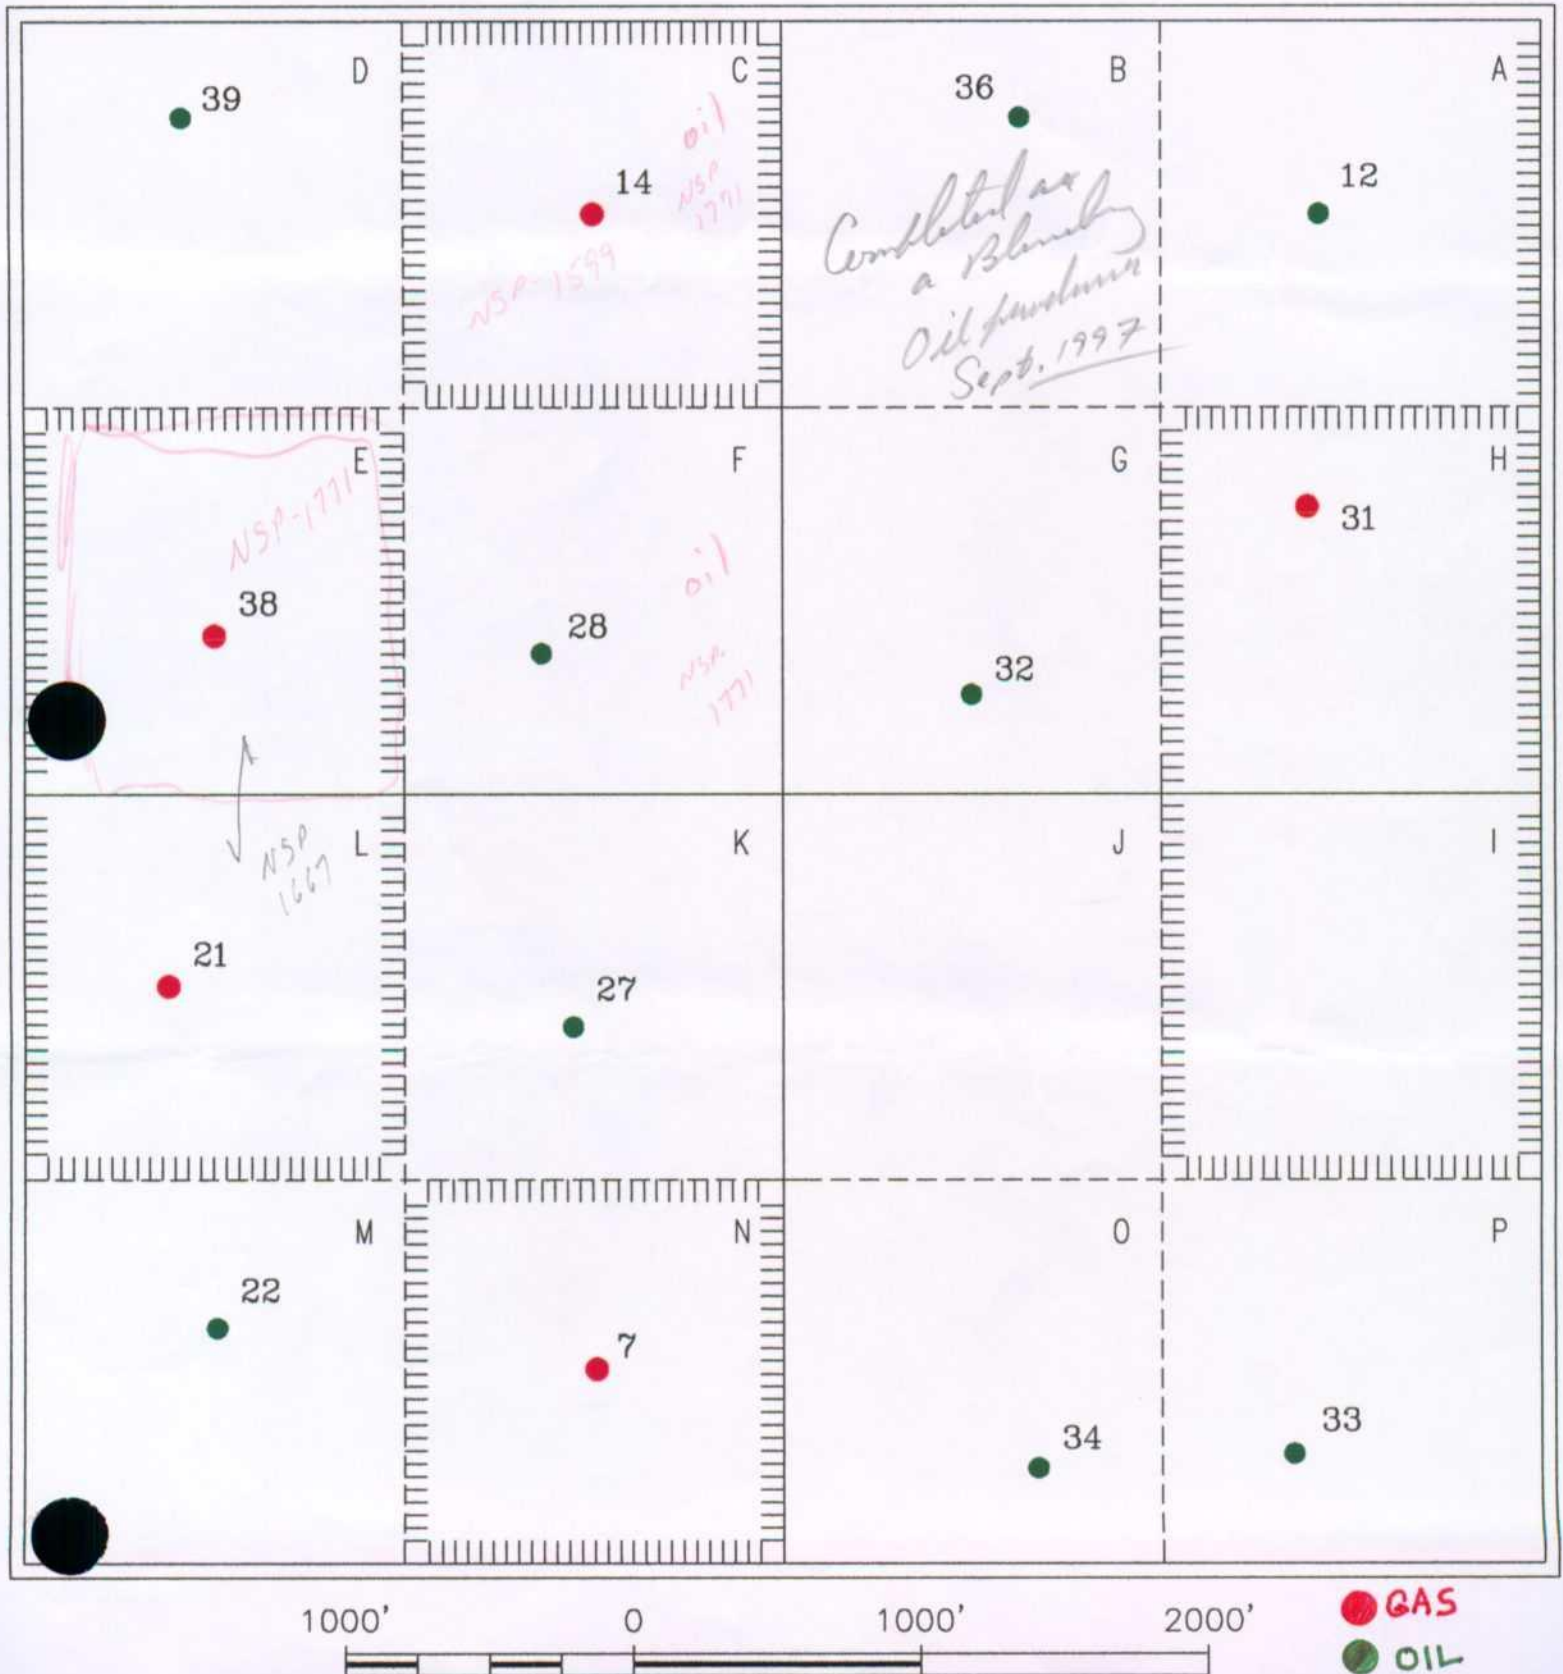 D
39
C
oil
14
NSP
1771
NSP-1599
B
36
Completed as
a Blinebry
Oil producer
Sept. 1997
A
12
E
NSP-1771
38
F
oil
28
NSP-
1771
G
32
H
31
L
NSP
1667
21
K
27
J
I
M
22
N
7
O
34
P
33
1000' 0 1000' 2000'
GAS
OIL